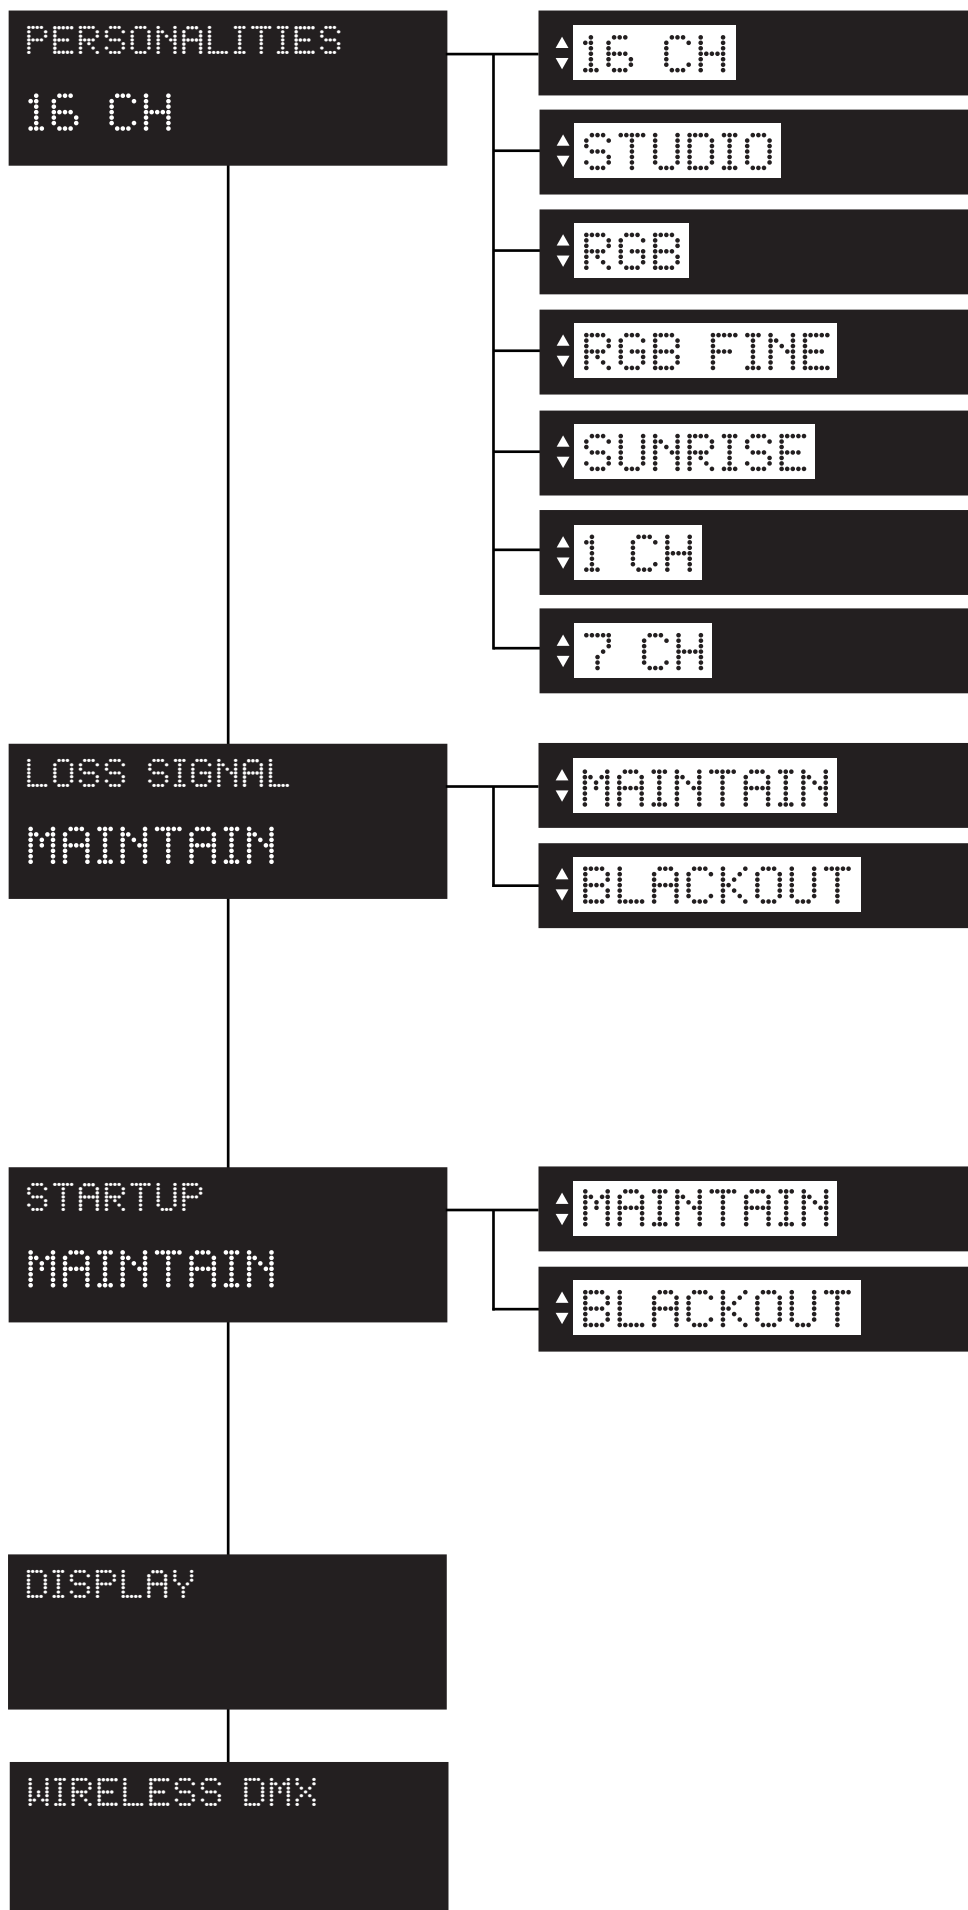 PERSONALITIES
16 CH
16 CH
STUDIO
RGB
RGB FINE
SUNRISE
1 CH
7 CH
LOSS SIGNAL
MAINTAIN
MAINTAIN
BLACKOUT
STARTUP
MAINTAIN
MAINTAIN
BLACKOUT
DISPLAY
WIRELESS DMX